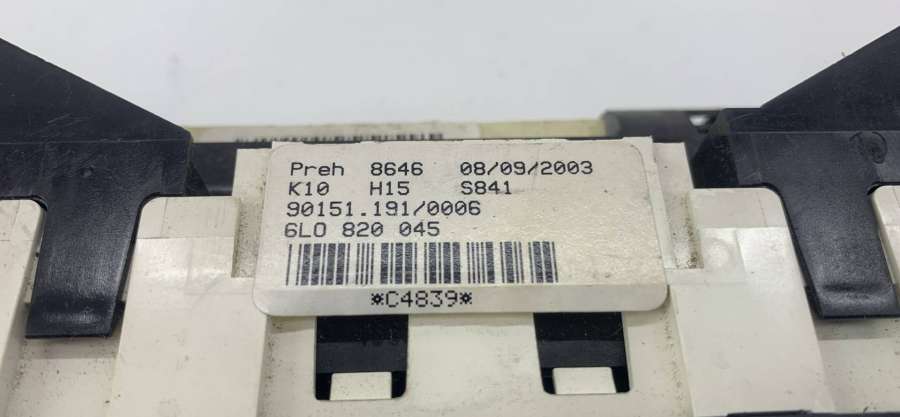 Preh 8646 08/09/2003
K10 H15 S841
90151.191/0006
6L0 820 045
*C4839*